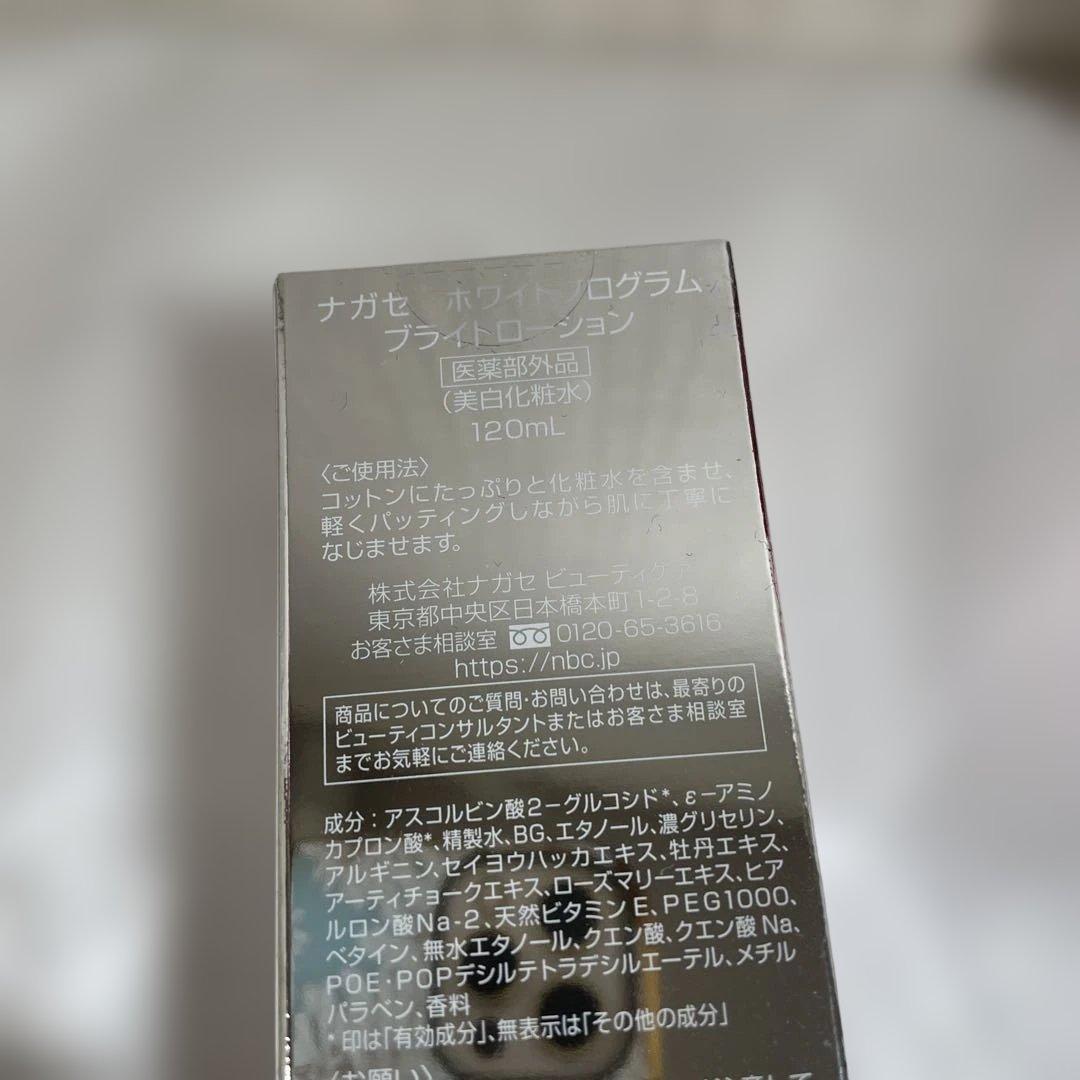 ナガセ ホワイトプログラム
ブライトローション
医薬部外品
（美白化粧水）
120mL
〈ご使用法〉
コットンにたっぷりと化粧水を含ませ、
軽くパッティングしながら肌に丁寧に
なじませます。
株式会社ナガセ ビューティケァ
東京都中央区日本橋本町1-2-8
お客さま相談室 0120-65-3616
https://nbc.jp
商品についてのご質問・お問い合わせは、最寄りの
ビューティコンサルタントまたはお客さま相談室
までお気軽にご連絡ください。
成分：アスコルビン酸2-グルコシド*、ε-アミノ
カプロン酸*、精製水、BG、エタノール、濃グリセリン、
アルギニン、セイヨウハッカエキス、牡丹エキス、
アーティチョークエキス、ローズマリーエキス、ヒア
ルロン酸Na-2、天然ビタミンE、PEG1000、
ベタイン、無水エタノール、クエン酸、クエン酸Na、
POE・POPデシルテトラデシルエーテル、メチル
パラベン、香料
*印は「有効成分」、無表示は「その他の成分」
〈お願い〉